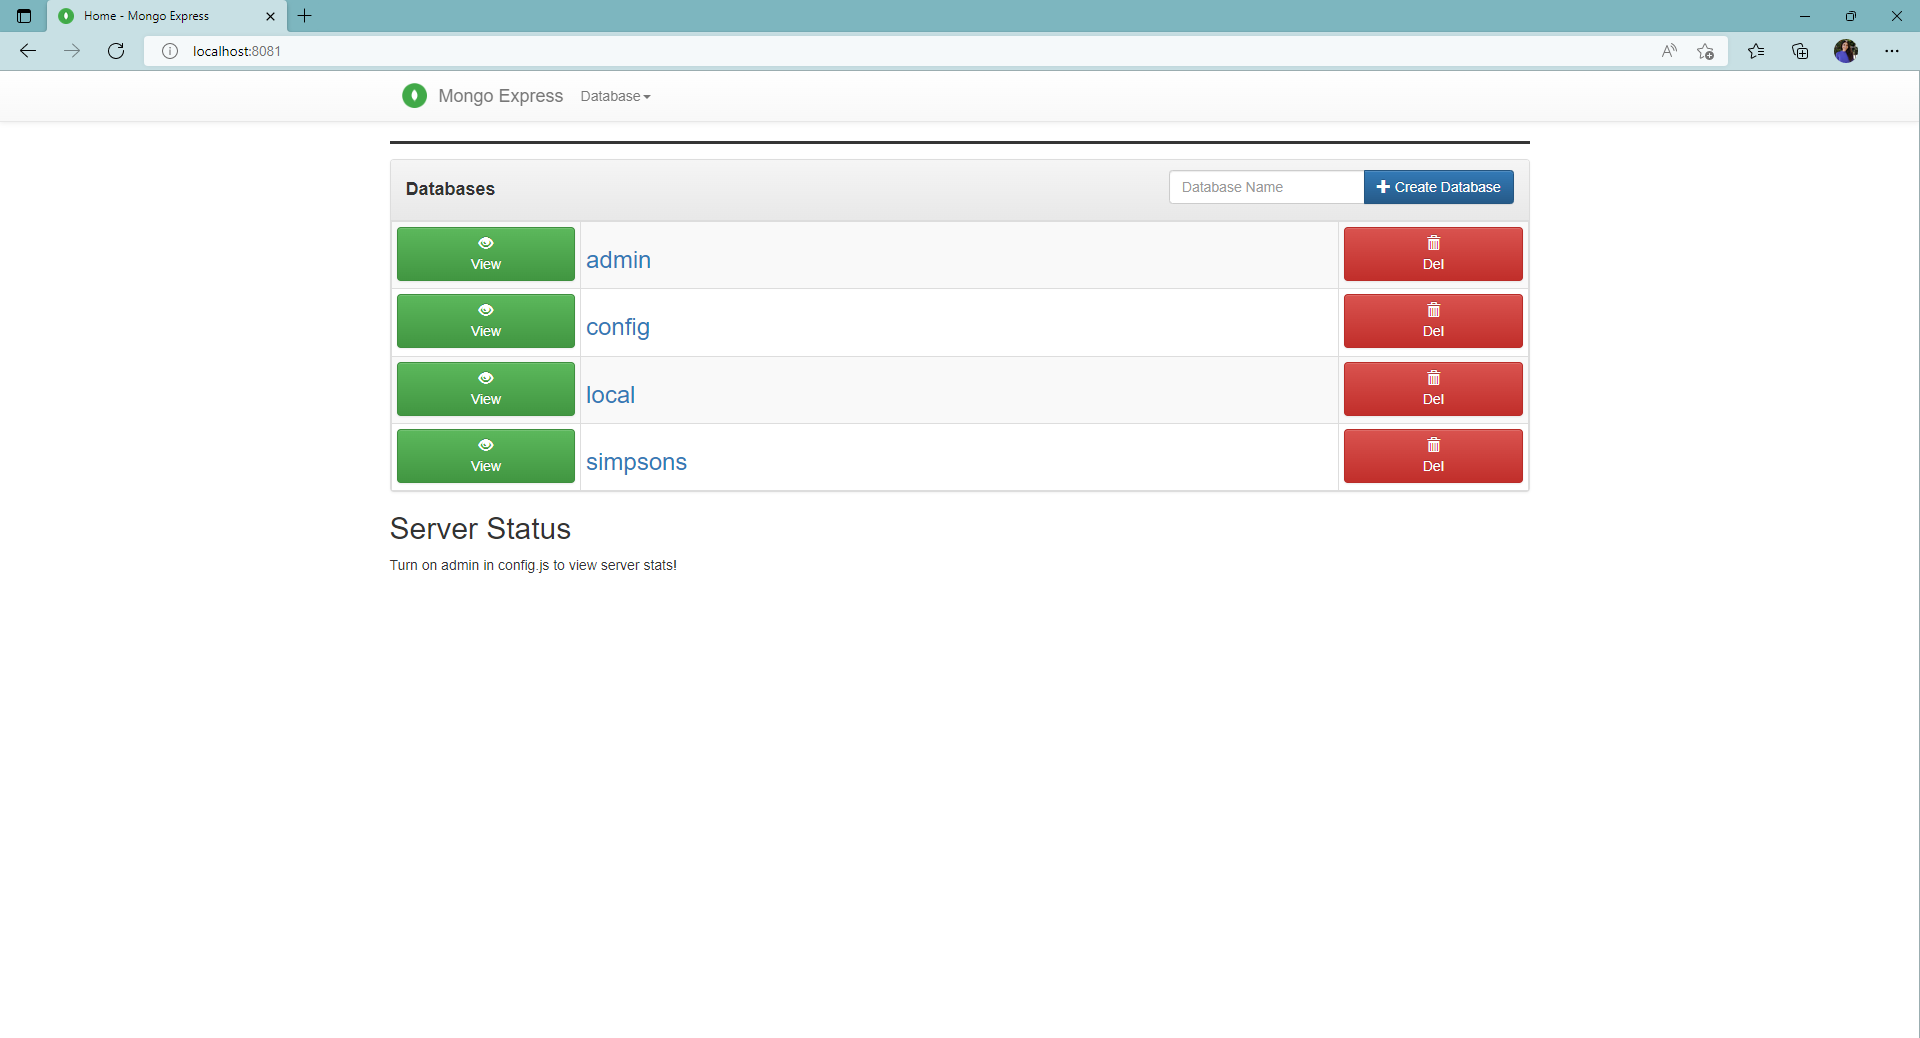 Home - Mongo Express
localhost:8081
Mongo Express Database
Databases
Database Name
Create Database
View
admin
Del
View
config
Del
View
local
Del
View
simpsons
Del
Server Status
Turn on admin in config.js to view server stats!